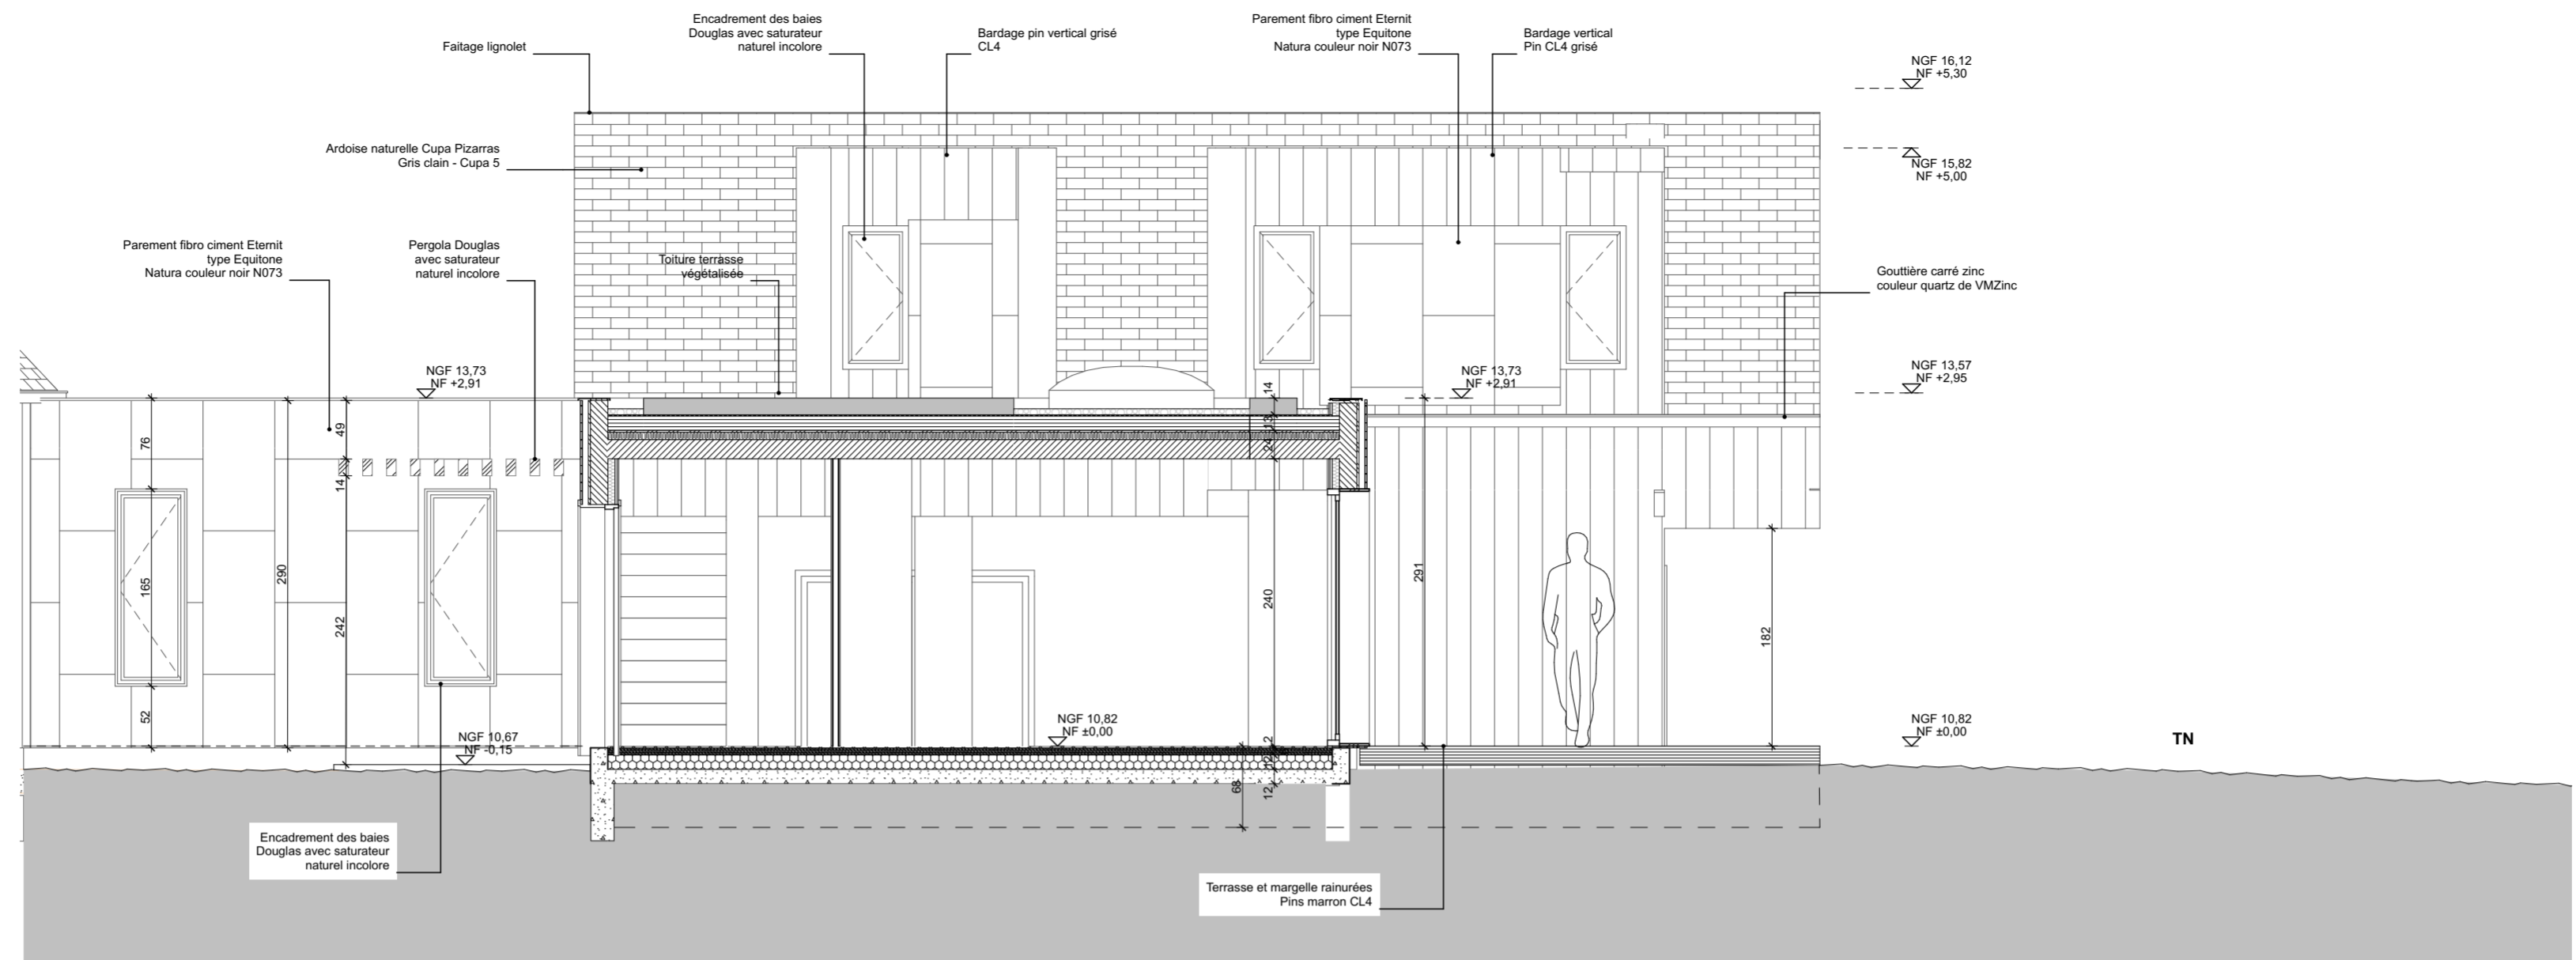 Faitage lignolet
Encadrement des baies
Douglas avec saturateur
naturel incolore
Bardage pin vertical grisé
CL4
Parement fibro ciment Eternit
type Equitone
Natura couleur noir N073
Bardage vertical
Pin CL4 grisé
NGF 16,12
NF +5,30
Ardoise naturelle Cupa Pizarras
Gris clain - Cupa 5
NGF 15,82
NF +5,00
Parement fibro ciment Eternit
type Equitone
Natura couleur noir N073
Pergola Douglas
avec saturateur
naturel incolore
Toiture terrasse
végétalisée
Gouttière carré zinc
couleur quartz de VMZinc
NGF 13,73
NF +2,91
NGF 13,73
NF +2,91
NGF 13,57
NF +2,95
76
165
52
290
49
14
242
14
13
24
240
2
12
12
68
291
182
NGF 10,67
NF -0,15
NGF 10,82
NF ±0,00
NGF 10,82
NF ±0,00
TN
Encadrement des baies
Douglas avec saturateur
naturel incolore
Terrasse et margelle rainurées
Pins marron CL4